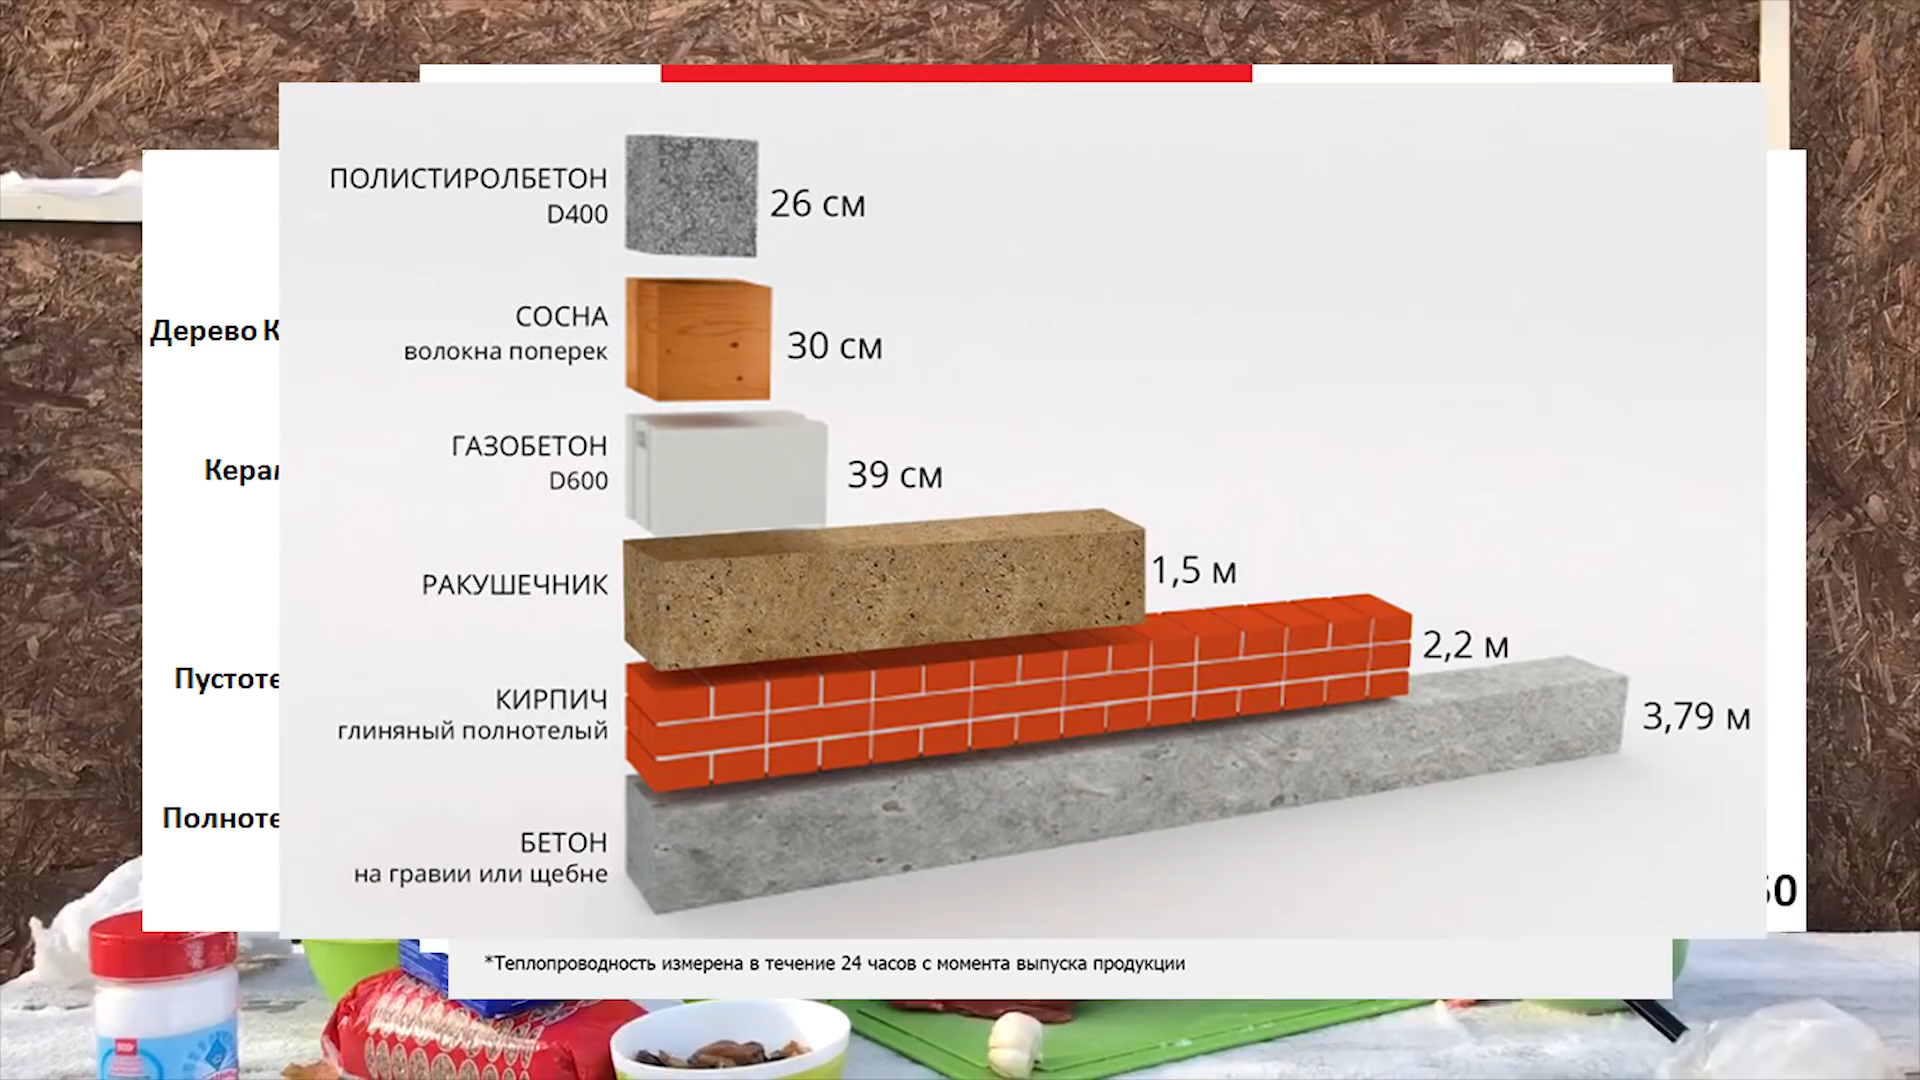 ПОЛИСТИРОЛБЕТОН
D400
26 см
СОСНА
волокна поперек
30 см
ГАЗОБЕТОН
D600
39 см
РАКУШЕЧНИК
1,5 м
КИРПИЧ
глиняный полнотелый
2,2 м
БЕТОН
на гравии или щебне
3,79 м
Дерево К
*Теплопроводность измерена в течение 24 часов с момента выпуска продукции